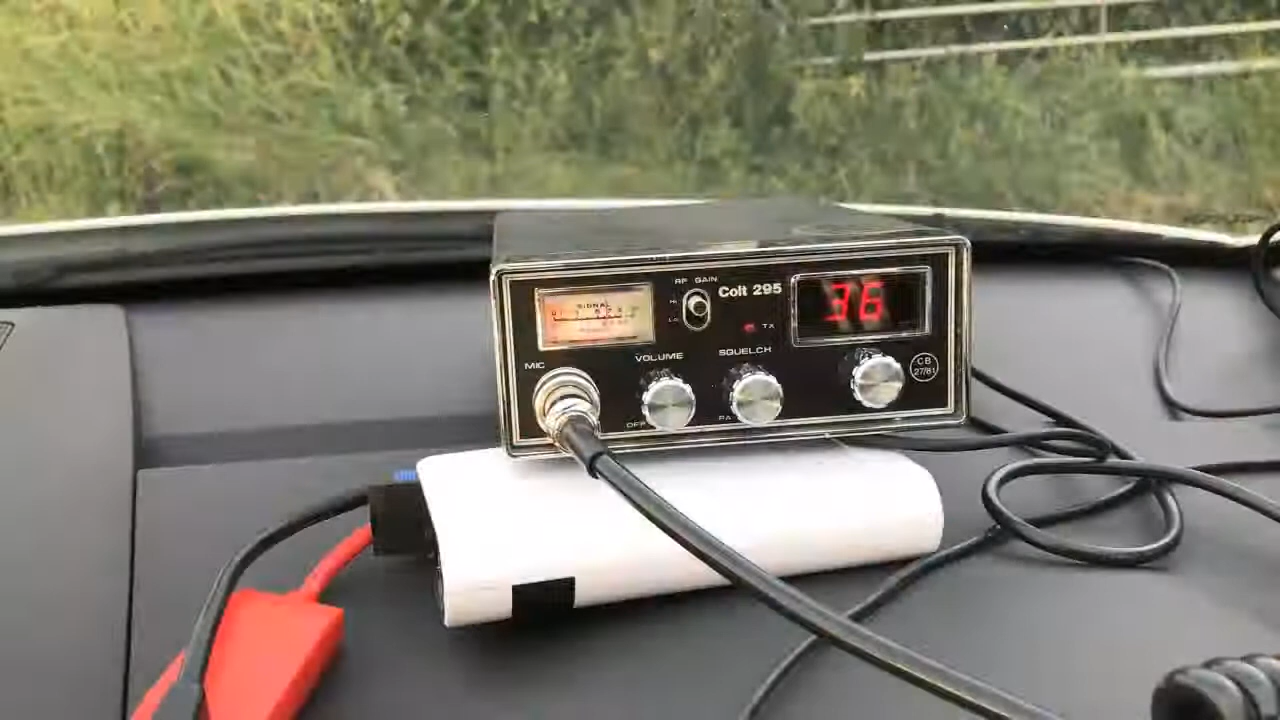 RF GAIN
SIGNAL
HI
LO
Colt 295
36
TX
MIC
VOLUME
SQUELCH
CB
27/81
OFF
PA